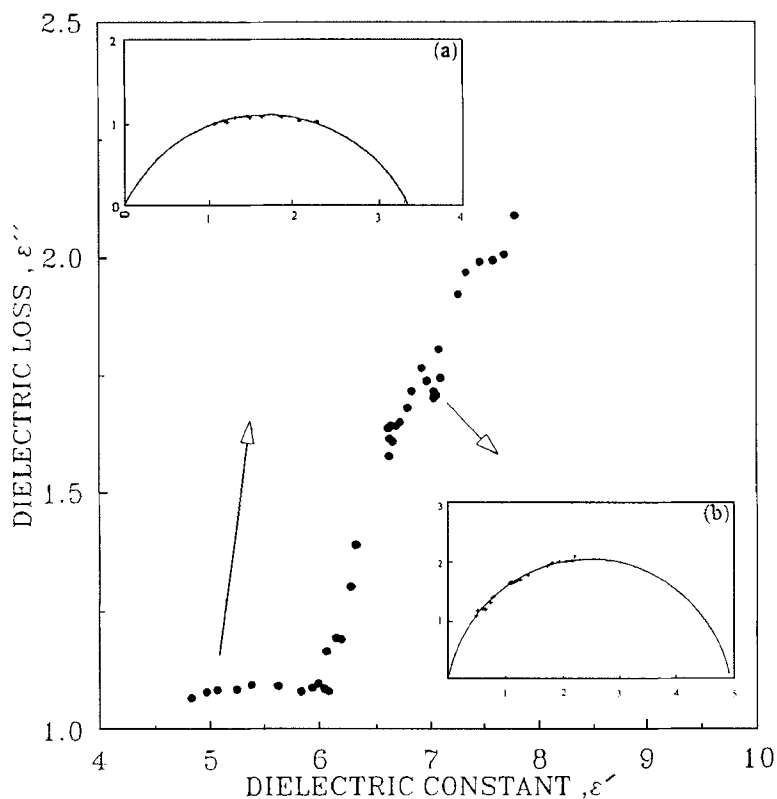 2.5
2.0
1.5
1.0
DIELECTRIC LOSS , ε″
(a)
2
1
0
0 1 2 3 4
(b)
3
2
1
1 2 3 4 5
4 5 6 7 8 9 10
DIELECTRIC CONSTANT , ε′